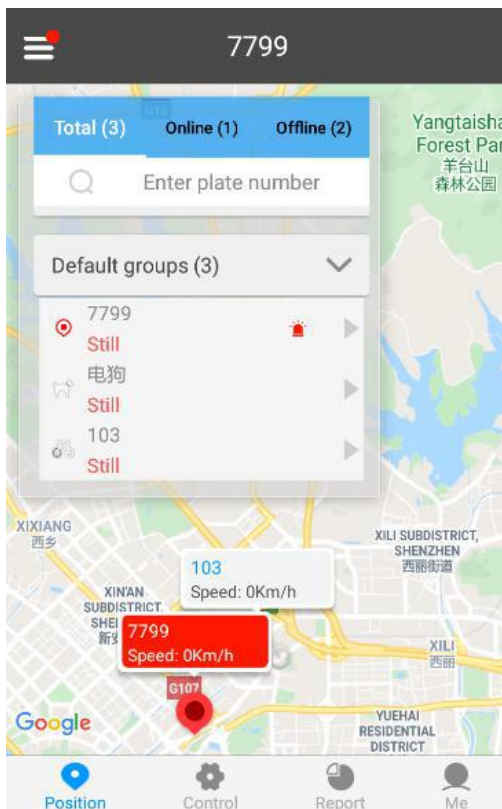 7799
Total (3)
Online (1)
Offline (2)
Enter plate number
Default groups (3)
7799
Still
电狗
Still
103
Still
Yangtaisha
Forest Par
羊台山
森林公园
XIXIANG
西乡
XILI SUBDISTRICT,
SHENZHEN
西丽街道
103
Speed: 0Km/h
XIN'AN
SUBDISTRICT,
SHE
新安
7799
Speed: 0Km/h
G107
XILI
西丽
Google
YUEHAI
RESIDENTIAL
DISTRICT
Position
Control
Report
Me